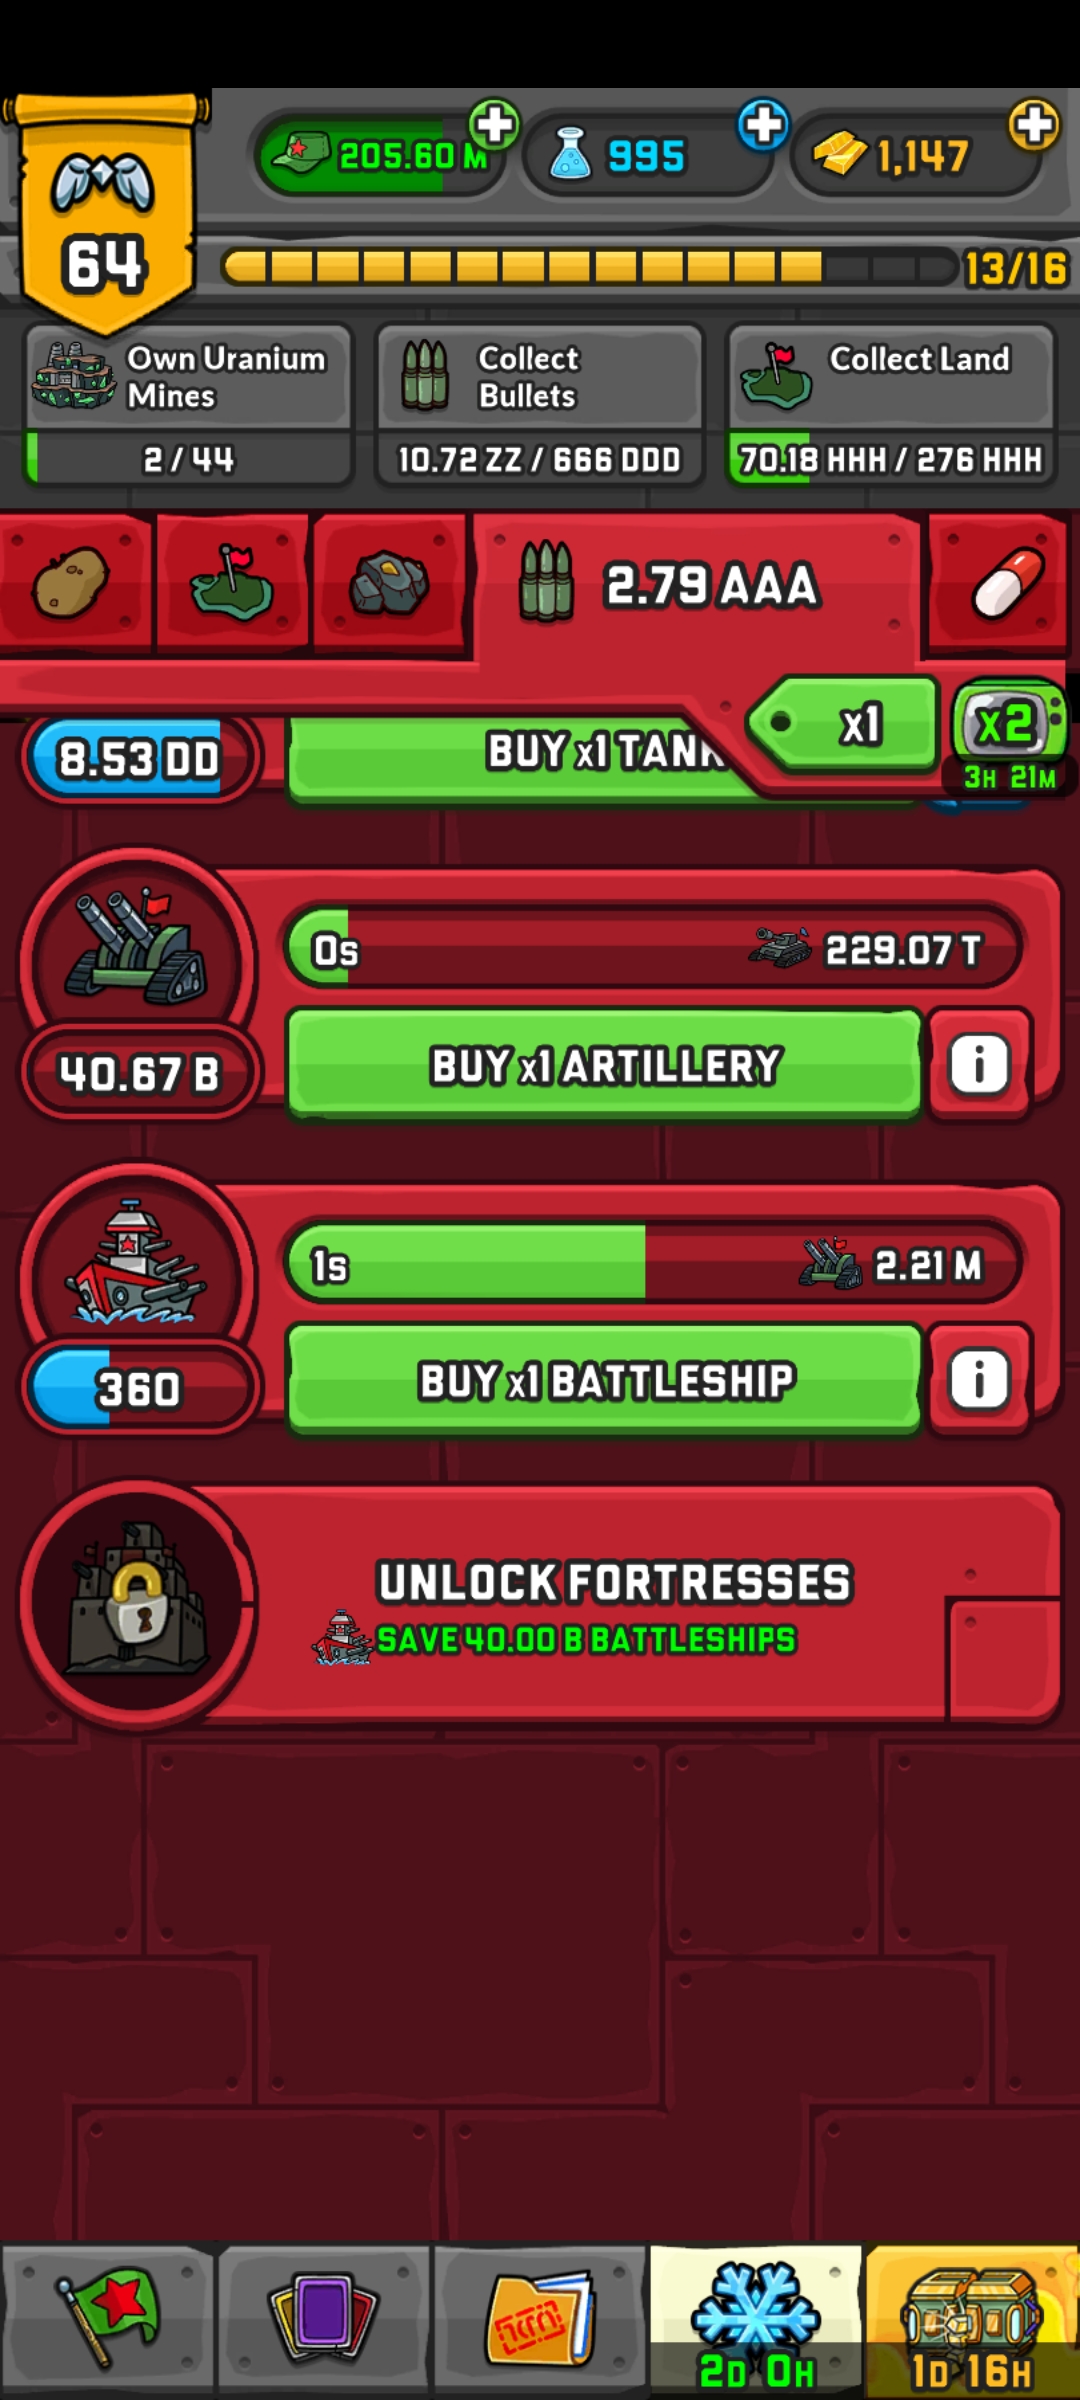 64
205.60 M
995
1,147
13/16
Own Uranium
Mines
2 / 44
Collect
Bullets
10.72 ZZ / 666 DDD
Collect Land
70.18 HHH / 276 HHH
2.79 AAA
x1
x2
3H 21M
8.53 DD
BUY x1 TANK
0s
229.07 T
40.67 B
BUY x1 ARTILLERY
i
1s
2.21 M
360
BUY x1 BATTLESHIP
i
UNLOCK FORTRESSES
SAVE 40.00 B BATTLESHIPS
2D 0H
1D 16H